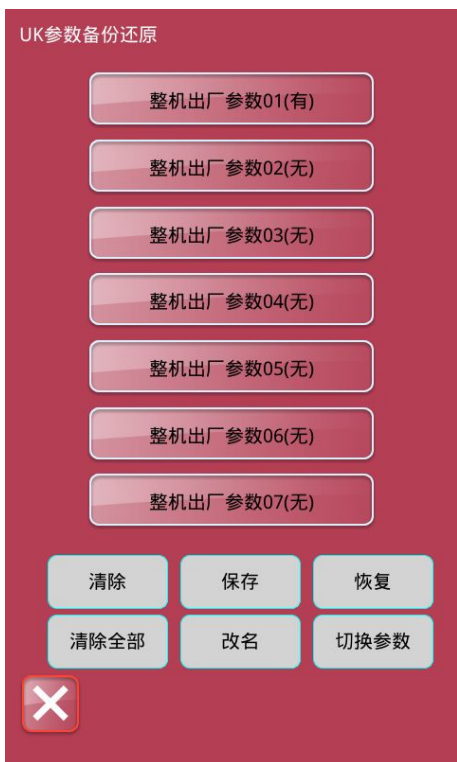 UK参数备份还原
整机出厂参数01(有)
整机出厂参数02(无)
整机出厂参数03(无)
整机出厂参数04(无)
整机出厂参数05(无)
整机出厂参数06(无)
整机出厂参数07(无)
清除 保存 恢复
清除全部 改名 切换参数